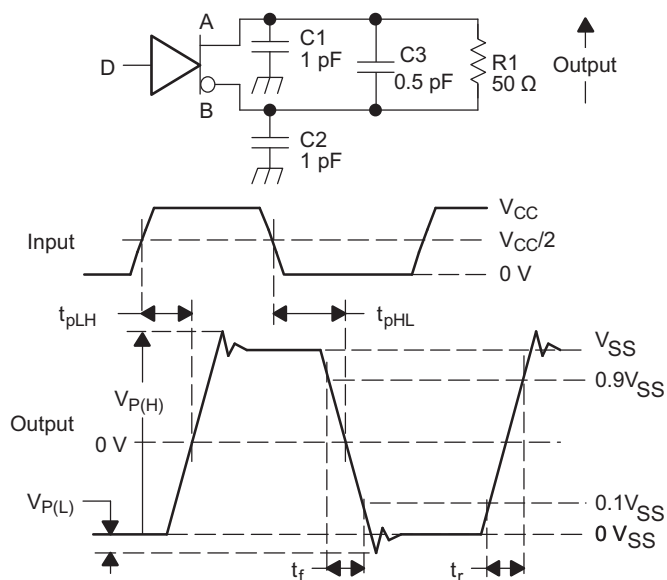 A
D
B
C1
1 pF
C3
0.5 pF
R1
50 Ω
Output
C2
1 pF
Input
VCC
VCC/2
0 V
tpLH
tpHL
VP(H)
Output
0 V
VP(L)
VSS
0.9VSS
0.1VSS
0 VSS
tf
tr